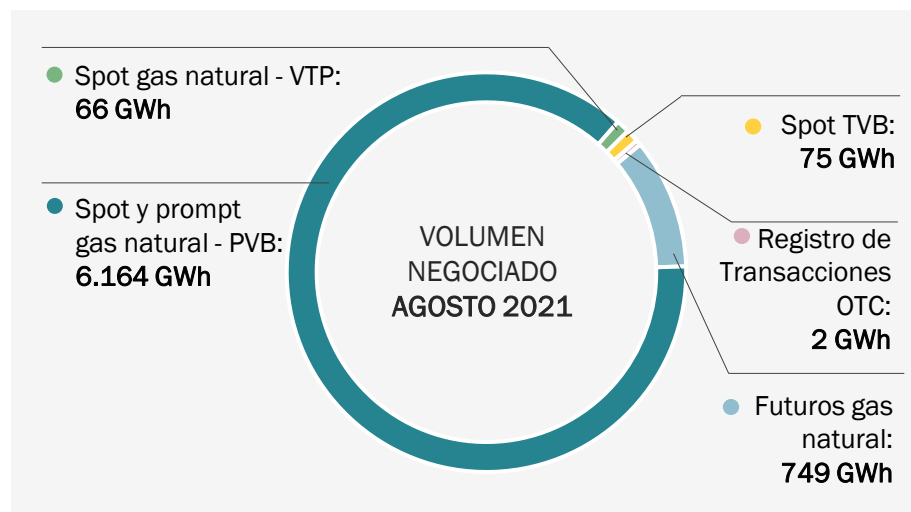 Spot gas natural - VTP:
66 GWh
Spot y prompt
gas natural - PVB:
6.164 GWh
VOLUMEN
NEGOCIADO
AGOSTO 2021
Spot TVB:
75 GWh
Registro de
Transacciones
OTC:
2 GWh
Futuros gas
natural:
749 GWh